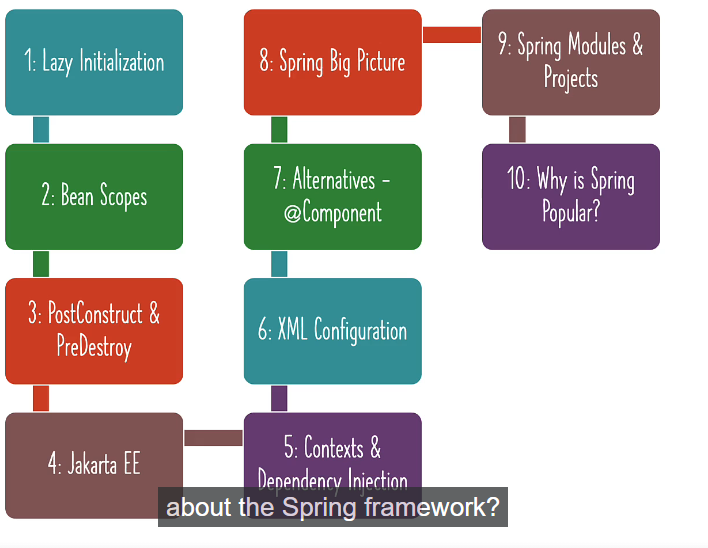 1: Lazy Initialization
2: Bean Scopes
3: PostConstruct &
PreDestroy
4: Jakarta EE
5: Contexts &
Dependency Injection
6: XML Configuration
7: Alternatives -
@Component
8: Spring Big Picture
9: Spring Modules &
Projects
10: Why is Spring
Popular?
about the Spring framework?